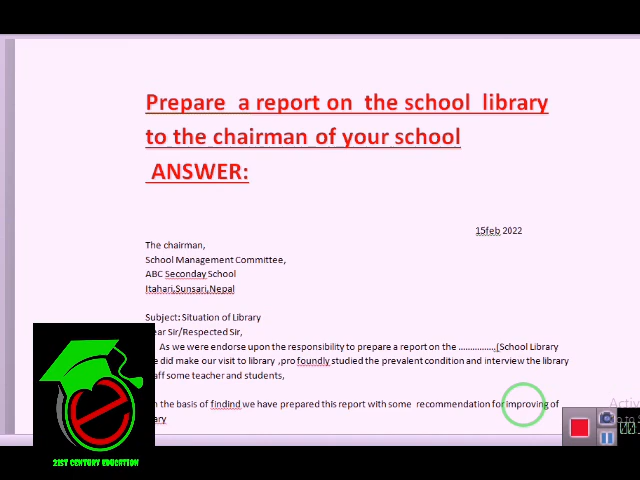 Prepare a report on the school library
to the chairman of your school
ANSWER:
15feb 2022
The chairman,
School Management Committee,
ABC Seconday School
Itahari,Sunsari,Nepal
Subject: Situation of Library
ear Sir/Respected Sir,
As we were endorse upon the responsibility to prepare a report on the ...............,(School Library
e did make our visit to library ,pro foundly studied the prevalent condition and interview the library
aff some teacher and students,
n the basis of findind we have prepared this report with some recommendation for improving of
rary
e
21ST CENTURY EDUCATION
Activ